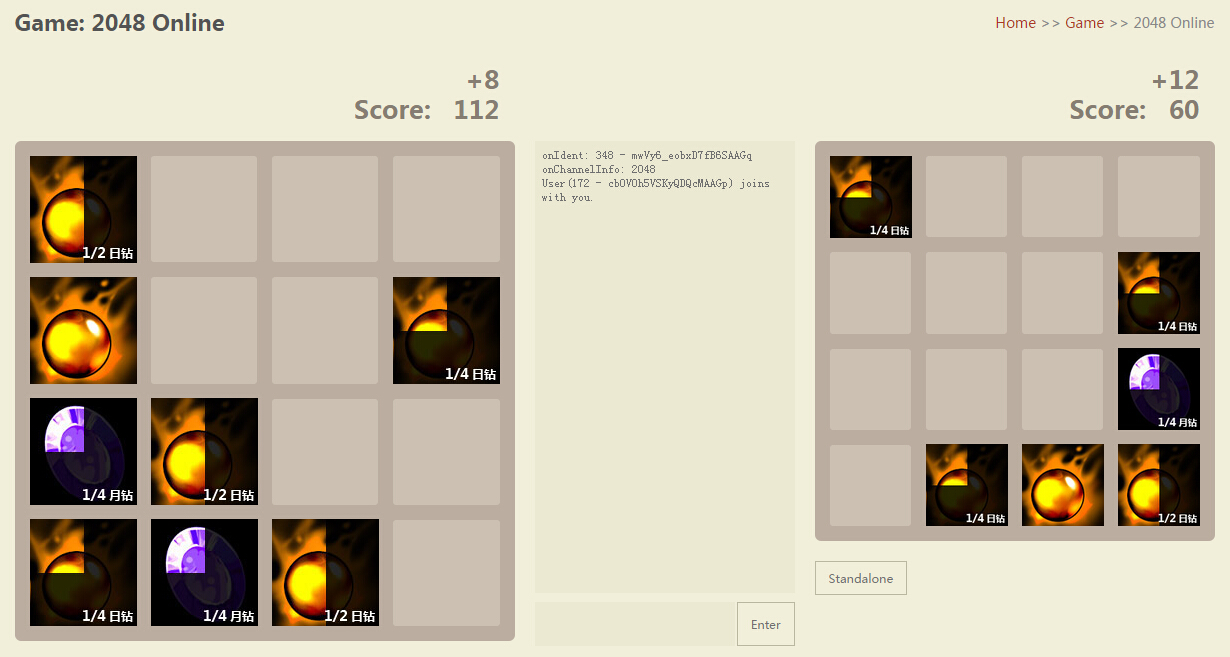 Game: 2048 Online
Home >> Game >> 2048 Online
+8
Score: 112
+12
Score: 60
1/2 日钻
1/4 日钻
1/4 月钻
1/2 日钻
1/4 日钻
1/4 月钻
1/2 日钻
onIdent: 348 - mwVy6_eobxD7fB6SAAGq
onChannelInfo: 2048
User(172 - cbOVOh5VSKyQDQcMAAGp) joins
with you.
Enter
1/4 日钻
1/4 日钻
1/4 月钻
1/4 日钻
1/2 日钻
Standalone